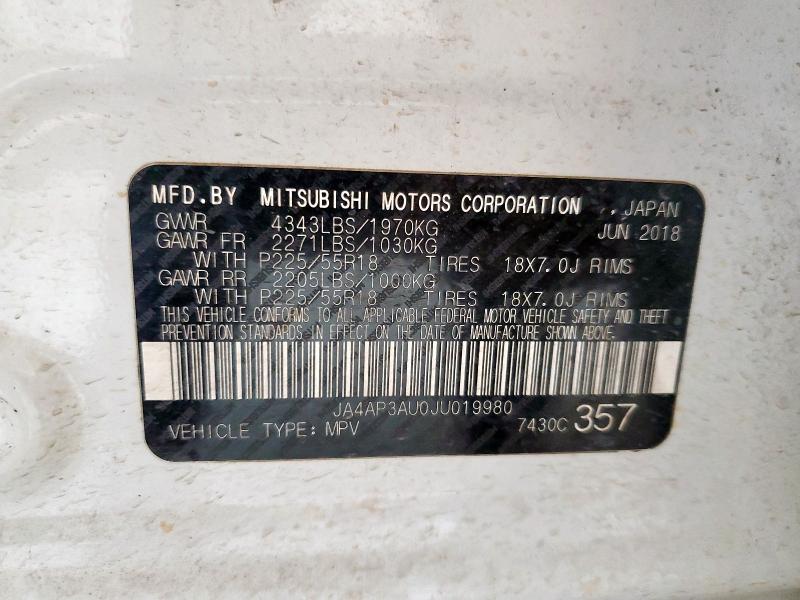 MFD.BY MITSUBISHI MOTORS CORPORATION ., JAPAN
GVWR 4343LBS/1970KG JUN 2018
GAWR FR 2271LBS/1030KG
WITH P225/55R18 TIRES 18X7.0J RIMS
GAWR RR 2205LBS/1000KG
WITH P225/55R18 TIRES 18X7.0J RIMS
THIS VEHICLE CONFORMS TO ALL APPLICABLE FEDERAL MOTOR VEHICLE SAFETY AND THEFT
PREVENTION STANDARDS IN EFFECT ON THE DATE OF MANUFACTURE SHOWN ABOVE.
JA4AP3AU0JU019980
VEHICLE TYPE: MPV 7430C 357